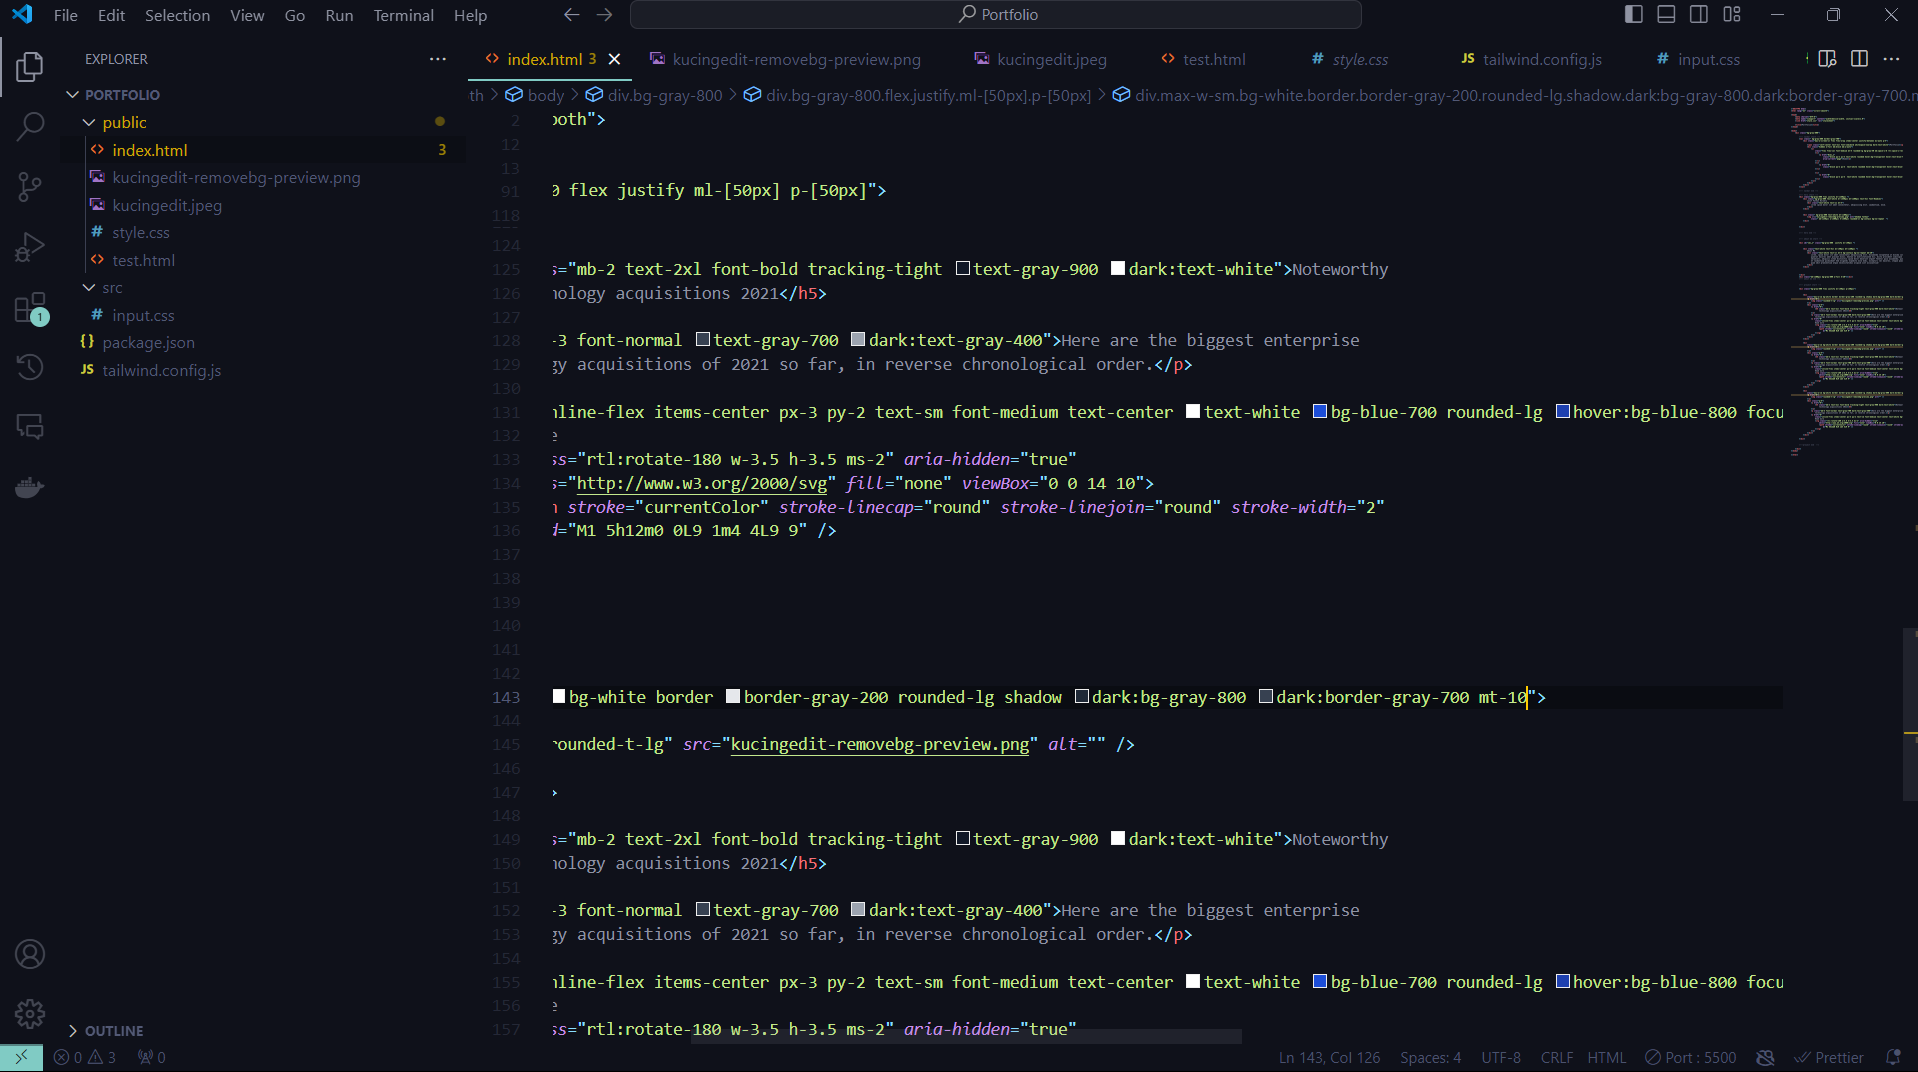 File Edit Selection View Go Run Terminal Help
Portfolio
EXPLORER
PORTFOLIO
public
index.html 3
kucingedit-removebg-preview.png
kucingedit.jpeg
style.css
test.html
src
input.css
package.json
JS tailwind.config.js
1
OUTLINE
index.html 3 kucingedit-removebg-preview.png kucingedit.jpeg test.html # style.css JS tailwind.config.js # input.css
th > body > div.bg-gray-800 > div.bg-gray-800.flex.justify.ml-[50px].p-[50px] > div.max-w-sm.bg-white.border.border-gray-200.rounded-lg.shadow.dark:bg-gray-800.dark:border-gray-700.m
2 ooth">
12
13
91 0 flex justify ml-[50px] p-[50px]">
118
124
125 s="mb-2 text-2xl font-bold tracking-tight text-gray-900 dark:text-white">Noteworthy
126 nology acquisitions 2021</h5>
127
128 -3 font-normal text-gray-700 dark:text-gray-400">Here are the biggest enterprise
129 gy acquisitions of 2021 so far, in reverse chronological order.</p>
130
131 nline-flex items-center px-3 py-2 text-sm font-medium text-center text-white bg-blue-700 rounded-lg hover:bg-blue-800 focu
132 e
133 ss="rtl:rotate-180 w-3.5 h-3.5 ms-2" aria-hidden="true"
134 s="http://www.w3.org/2000/svg" fill="none" viewBox="0 0 14 10">
135 h stroke="currentColor" stroke-linecap="round" stroke-linejoin="round" stroke-width="2"
136 d="M1 5h12m0 0L9 1m4 4L9 9" />
137
138
139
140
141
142
143 bg-white border border-gray-200 rounded-lg shadow dark:bg-gray-800 dark:border-gray-700 mt-10">
144
145 rounded-t-lg" src="kucingedit-removebg-preview.png" alt="" />
146
147 >
148
149 s="mb-2 text-2xl font-bold tracking-tight text-gray-900 dark:text-white">Noteworthy
150 nology acquisitions 2021</h5>
151
152 -3 font-normal text-gray-700 dark:text-gray-400">Here are the biggest enterprise
153 gy acquisitions of 2021 so far, in reverse chronological order.</p>
154
155 nline-flex items-center px-3 py-2 text-sm font-medium text-center text-white bg-blue-700 rounded-lg hover:bg-blue-800 focu
156 e
157 ss="rtl:rotate-180 w-3.5 h-3.5 ms-2" aria-hidden="true"
0 3 0 Ln 143, Col 126 Spaces: 4 UTF-8 CRLF HTML Port : 5500 Prettier